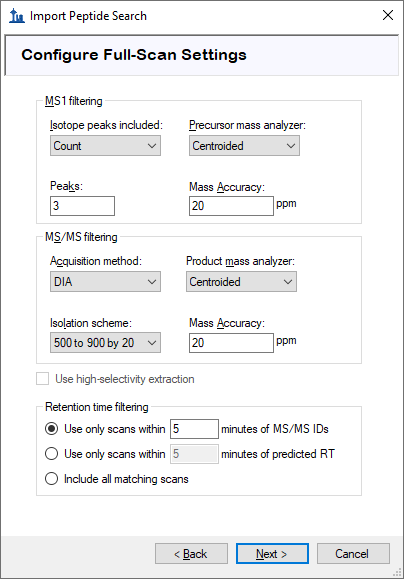 Import Peptide Search
Configure Full-Scan Settings
MS1 filtering
Isotope peaks included: Precursor mass analyzer:
Count Centroided
Peaks: Mass Accuracy:
3 20 ppm
MS/MS filtering
Acquisition method: Product mass analyzer:
DIA Centroided
Isolation scheme: Mass Accuracy:
500 to 900 by 20 20 ppm
Use high-selectivity extraction
Retention time filtering
Use only scans within 5 minutes of MS/MS IDs
Use only scans within 5 minutes of predicted RT
Include all matching scans
< Back Next > Cancel